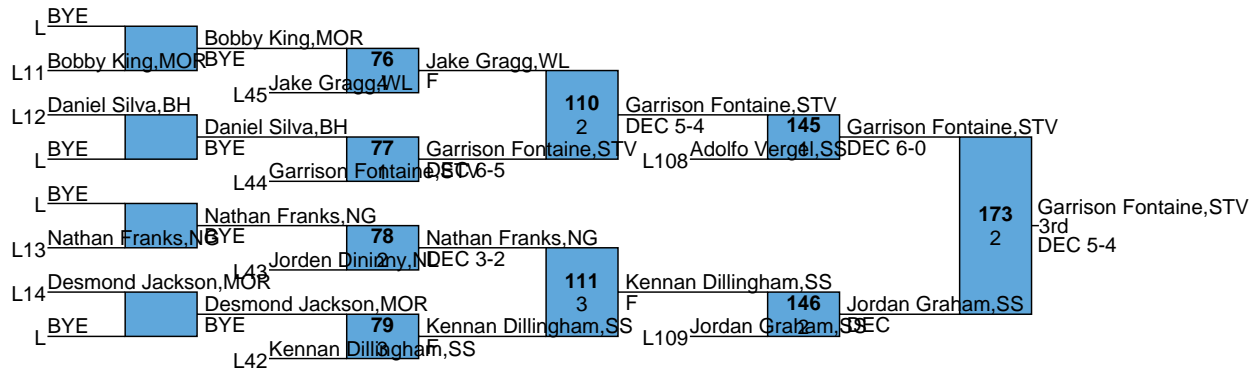 BYE
L
Bobby King,MOR
L11
Bobby King,MOR
BYE
76
4
Jake Gragg,WL
L45
Jake Gragg,WL
F
Daniel Silva,BH
L12
BYE
L
Daniel Silva,BH
BYE
77
1
Garrison Fontaine,STV
L44
Garrison Fontaine,STV
DEC 6-5
110
2
Garrison Fontaine,STV
DEC 5-4
145
1
Adolfo Vergel,SS
L108
Garrison Fontaine,STV
DEC 6-0
BYE
L
Nathan Franks,NG
L13
Nathan Franks,NG
BYE
78
2
Jorden Dininny,NL
L43
Nathan Franks,NG
DEC 3-2
Desmond Jackson,MOR
L14
BYE
L
Desmond Jackson,MOR
BYE
79
3
Kennan Dillingham,SS
L42
Kennan Dillingham,SS
F
111
3
Kennan Dillingham,SS
F
146
2
Jordan Graham,SS
L109
Jordan Graham,SS
DEC
173
2
Garrison Fontaine,STV
3rd
DEC 5-4